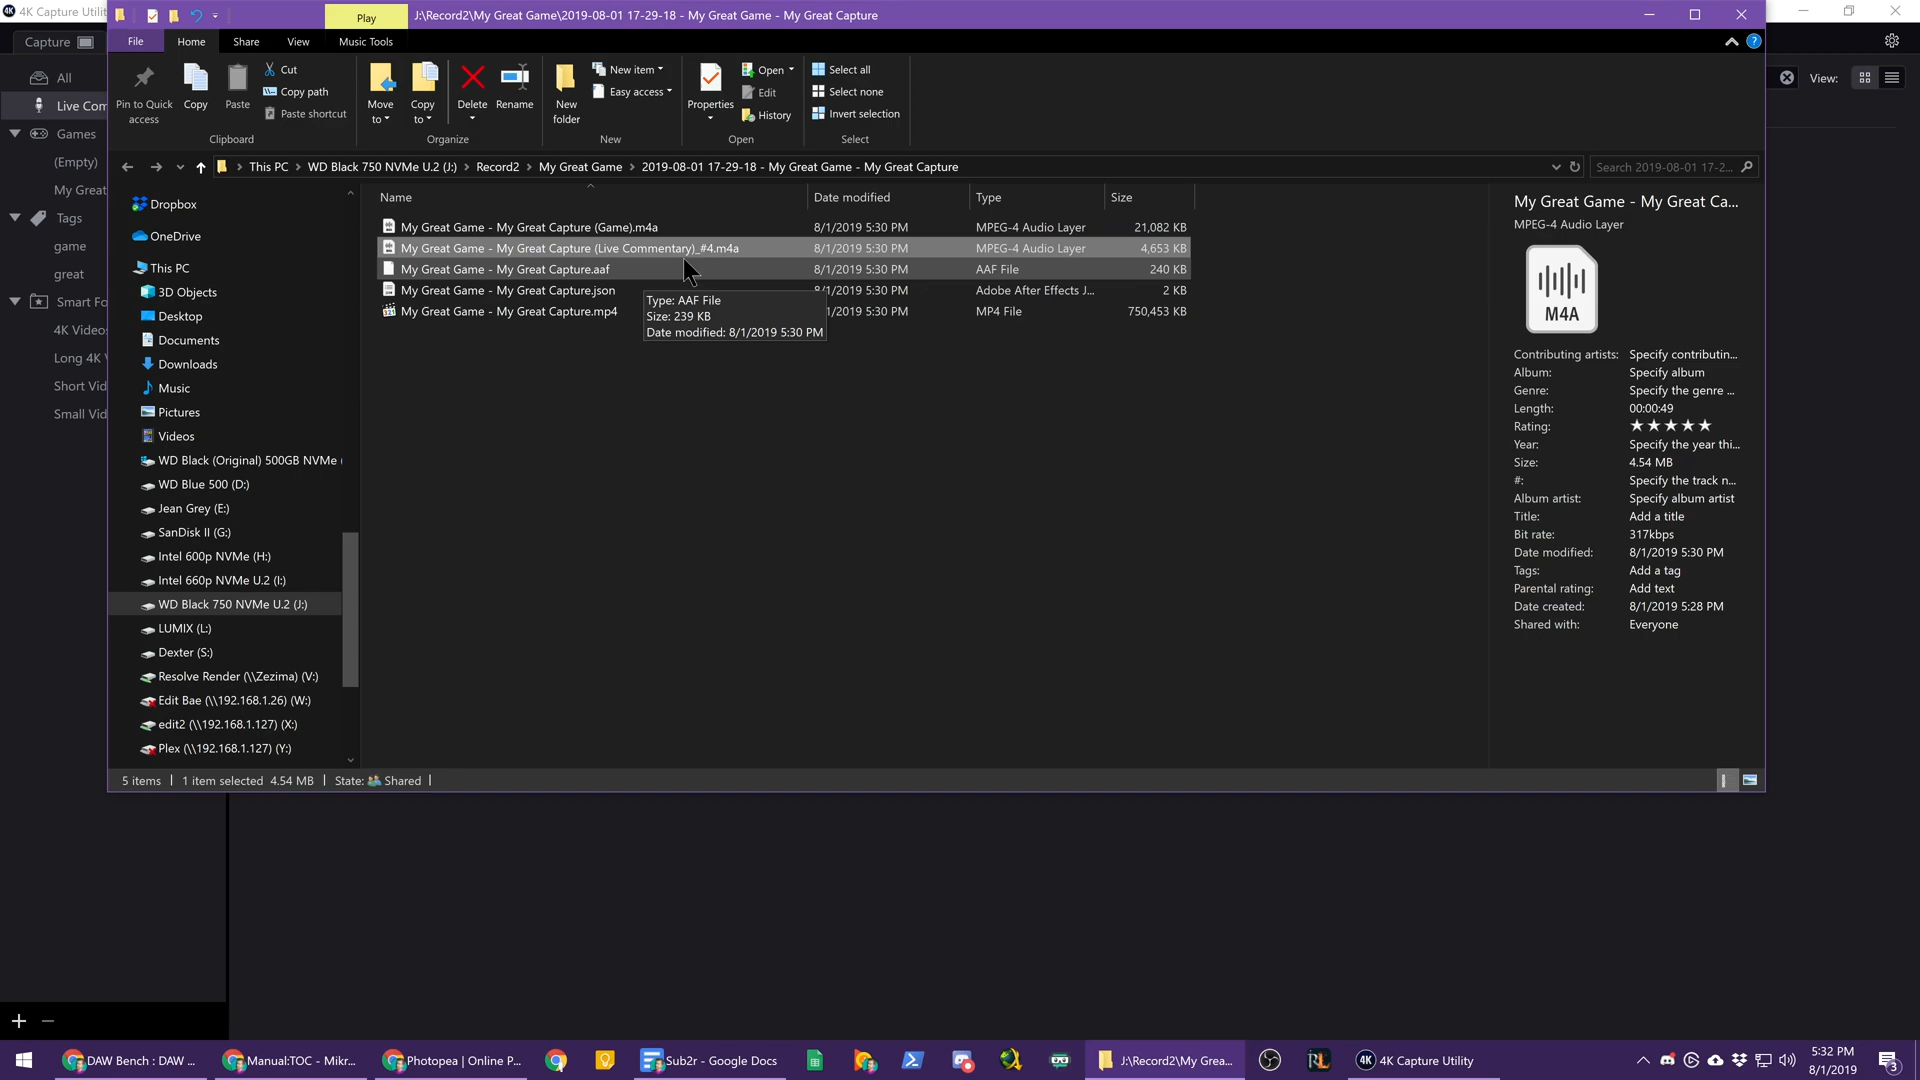 4K Capture Utili
Play
J:\Record2\My Great Game\2019-08-01 17-29-18 - My Great Game - My Great Capture
Capture
File
Home
Share
View
Music Tools
All
Live Com
Games
(Empty)
My Great
Tags
game
great
Smart Fo
4K Video
Long 4K V
Short Vid
Small Vid
View:
Pin to Quick access
Copy
Paste
Cut
Copy path
Paste shortcut
Clipboard
Move to
Copy to
Delete
Rename
Organize
New folder
New item
Easy access
New
Properties
Open
Edit
History
Open
Select all
Select none
Invert selection
Select
This PC > WD Black 750 NVMe U.2 (J:) > Record2 > My Great Game > 2019-08-01 17-29-18 - My Great Game - My Great Capture
Search 2019-08-01 17-2...
Dropbox
OneDrive
This PC
3D Objects
Desktop
Documents
Downloads
Music
Pictures
Videos
WD Black (Original) 500GB NVMe (
WD Blue 500 (D:)
Jean Grey (E:)
SanDisk II (G:)
Intel 600p NVMe (H:)
Intel 660p NVMe U.2 (I:)
WD Black 750 NVMe U.2 (J:)
LUMIX (L:)
Dexter (S:)
Resolve Render (\\Zezima) (V:)
Edit Bae (\\192.168.1.26) (W:)
edit2 (\\192.168.1.127) (X:)
Plex (\\192.168.1.127) (Y:)
Name Date modified Type Size
My Great Game - My Great Capture (Game).m4a 8/1/2019 5:30 PM MPEG-4 Audio Layer 21,082 KB
My Great Game - My Great Capture (Live Commentary)_#4.m4a 8/1/2019 5:30 PM MPEG-4 Audio Layer 4,653 KB
My Great Game - My Great Capture.aaf 8/1/2019 5:30 PM AAF File 240 KB
My Great Game - My Great Capture.json 8/1/2019 5:30 PM Adobe After Effects J... 2 KB
My Great Game - My Great Capture.mp4 /1/2019 5:30 PM MP4 File 750,453 KB
Type: AAF File
Size: 239 KB
Date modified: 8/1/2019 5:30 PM
My Great Game - My Great Ca...
MPEG-4 Audio Layer
M4A
Contributing artists: Specify contributin...
Album: Specify album
Genre: Specify the genre ...
Length: 00:00:49
Rating: ★★★★★
Year: Specify the year thi...
Size: 4.54 MB
#: Specify the track n...
Album artist: Specify album artist
Title: Add a title
Bit rate: 317kbps
Date modified: 8/1/2019 5:30 PM
Tags: Add a tag
Parental rating: Add text
Date created: 8/1/2019 5:28 PM
Shared with: Everyone
5 items | 1 item selected 4.54 MB | State: Shared |
DAW Bench : DAW ...
Manual:TOC - Mikr...
Photopea | Online P...
Sub2r - Google Docs
J:\Record2\My Grea...
RL
4K
4K Capture Utility
5:32 PM
8/1/2019
3